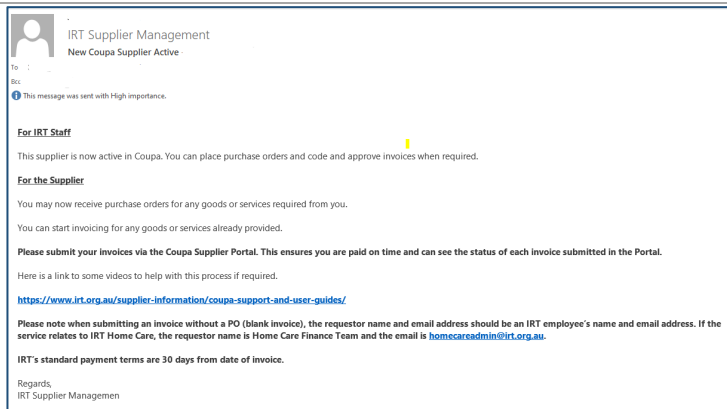 IRT Supplier Management
New Coupa Supplier Active
To
Bcc
This message was sent with High importance.
For IRT Staff
This supplier is now active in Coupa. You can place purchase orders and code and approve invoices when required.
For the Supplier
You may now receive purchase orders for any goods or services required from you.
You can start invoicing for any goods or services already provided.
Please submit your invoices via the Coupa Supplier Portal. This ensures you are paid on time and can see the status of each invoice submitted in the Portal.
Here is a link to some videos to help with this process if required.
https://www.irt.org.au/supplier-information/coupa-support-and-user-guides/
Please note when submitting an invoice without a PO (blank invoice), the requestor name and email address should be an IRT employee's name and email address. If the
service relates to IRT Home Care, the requestor name is Home Care Finance Team and the email is homecareadmin@irt.org.au.
IRT's standard payment terms are 30 days from date of invoice.
Regards,
IRT Supplier Managemen